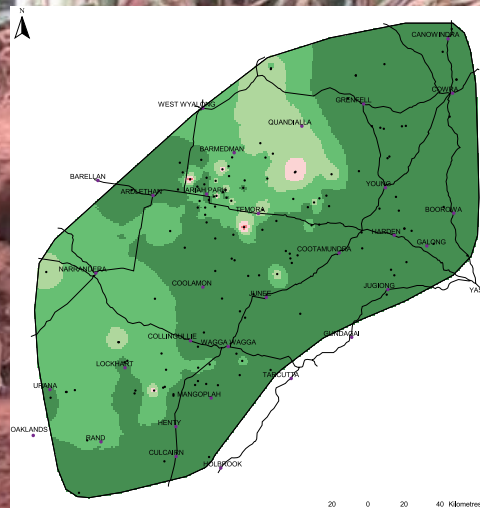 N
CANOWINDRA
COWRA
WEST WYALONG
GRENFELL
QUANDIALLA
BARMEDMAN
BARELLAN
ARDLETHAN
ARIAH PARK
YOUNG
TEMORA
BOOROWA
HARDEN
GALONG
COOTAMUNDRA
NARRANDERA
COOLAMON
JUNEE
JUGIONG
YAS
GUNDAGAI
COLLINGULLIE
WAGGA WAGGA
LOCKHART
TARCUTTA
URANA
MANGOPLAH
OAKLANDS
RAND
HENTY
CULCAIRN
HOLBROOK
20 0 20 40 Kilometres